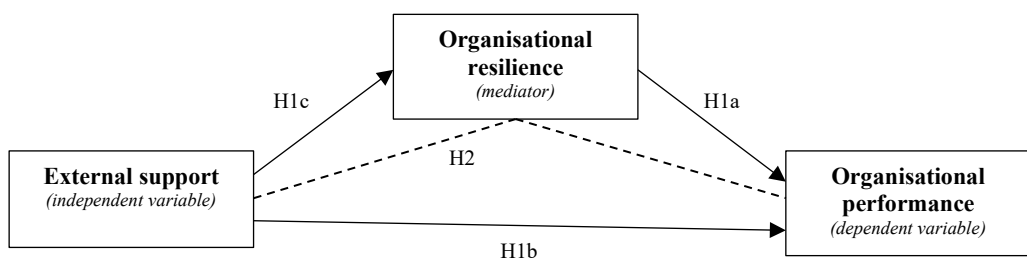 Organisational
resilience
(mediator)
H1c
H1a
H2
External support
(independent variable)
Organisational
performance
(dependent variable)
H1b